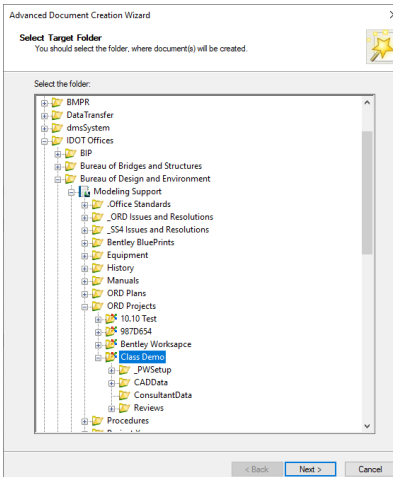 Advanced Document Creation Wizard
Select Target Folder
You should select the folder, where document(s) will be created.
Select the folder:
BMPR
DataTransfer
dmsSystem
IDOT Offices
BIP
Bureau of Bridges and Structures
Bureau of Design and Environment
Modeling Support
.Office Standards
_ORD Issues and Resolutions
_SS4 Issues and Resolutions
Bentley BluePrints
Equipment
History
Manuals
ORD Plans
ORD Projects
10.10 Test
987D654
Bentley Worksapce
Class Demo
_PWSetup
CADData
ConsultantData
Reviews
Procedures
< Back
Next >
Cancel